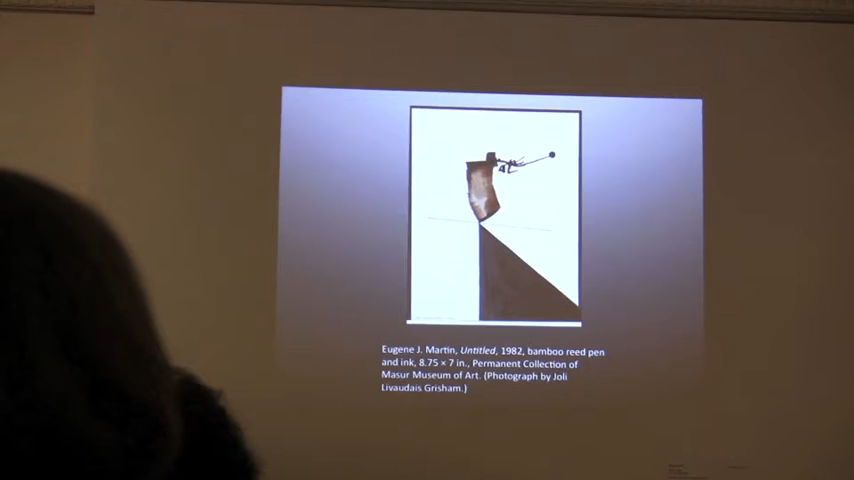 Eugene J. Martin, Untitled, 1982, bamboo reed pen
and ink, 8.75 × 7 in., Permanent Collection of
Masur Museum of Art. (Photograph by Joli
Livaudais Grisham.)